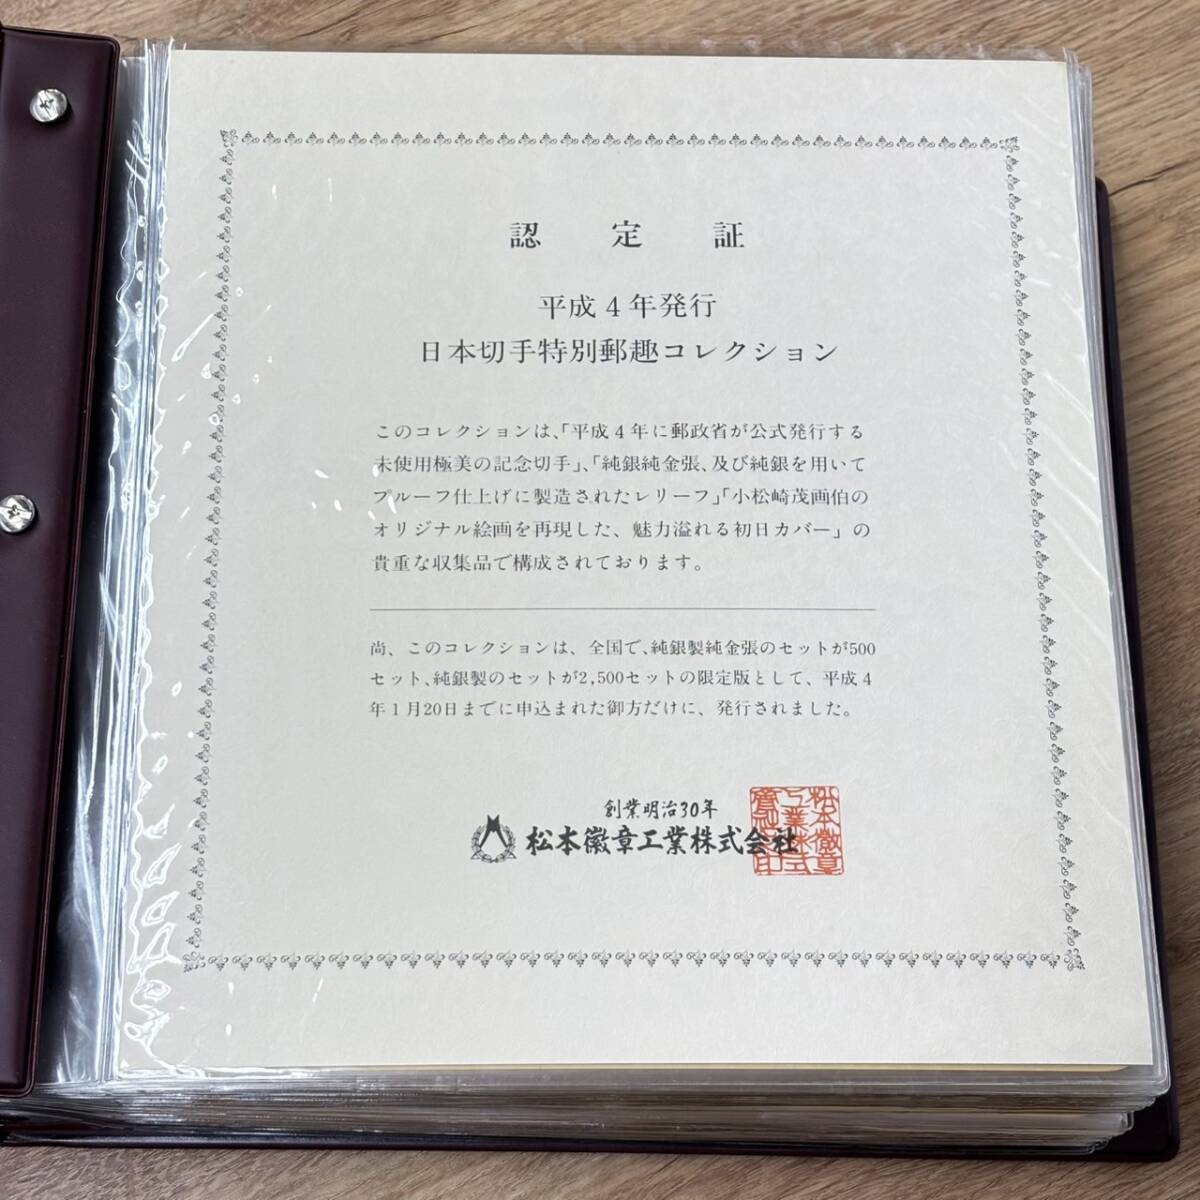 認定証
平成4年発行
日本切手特別郵趣コレクション
このコレクションは、「平成4年に郵政省が公式発行する
未使用極美の記念切手」、「純銀純金張、及び純銀を用いて
プルーフ仕上げに製造されたレリーフ」「小松崎茂画伯の
オリジナル絵画を再現した、魅力溢れる初日カバー」の
貴重な収集品で構成されております。
尚、このコレクションは、全国で、純銀製純金張のセットが500
セット、純銀製のセットが2,500セットの限定版として、平成4
年1月20日までに申込まれた御方だけに、発行されました。
創業明治30年
松本徽章工業株式会社